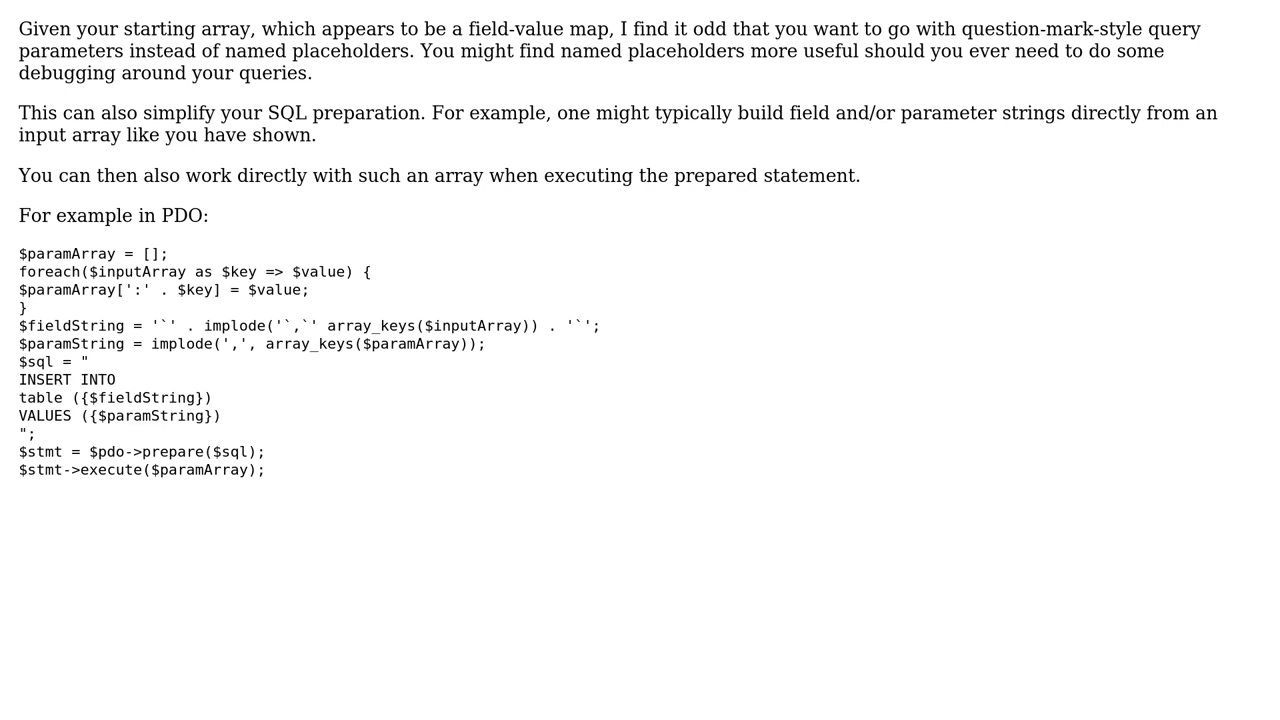 Given your starting array, which appears to be a field-value map, I find it odd that you want to go with question-mark-style query
parameters instead of named placeholders. You might find named placeholders more useful should you ever need to do some
debugging around your queries.
This can also simplify your SQL preparation. For example, one might typically build field and/or parameter strings directly from an
input array like you have shown.
You can then also work directly with such an array when executing the prepared statement.
For example in PDO:
$paramArray = [];
foreach($inputArray as $key => $value) {
$paramArray[':' . $key] = $value;
}
$fieldString = '`' . implode('`,`' array_keys($inputArray)) . '`';
$paramString = implode(',', array_keys($paramArray));
$sql = "
INSERT INTO
table ({$fieldString})
VALUES ({$paramString})
";
$stmt = $pdo->prepare($sql);
$stmt->execute($paramArray);